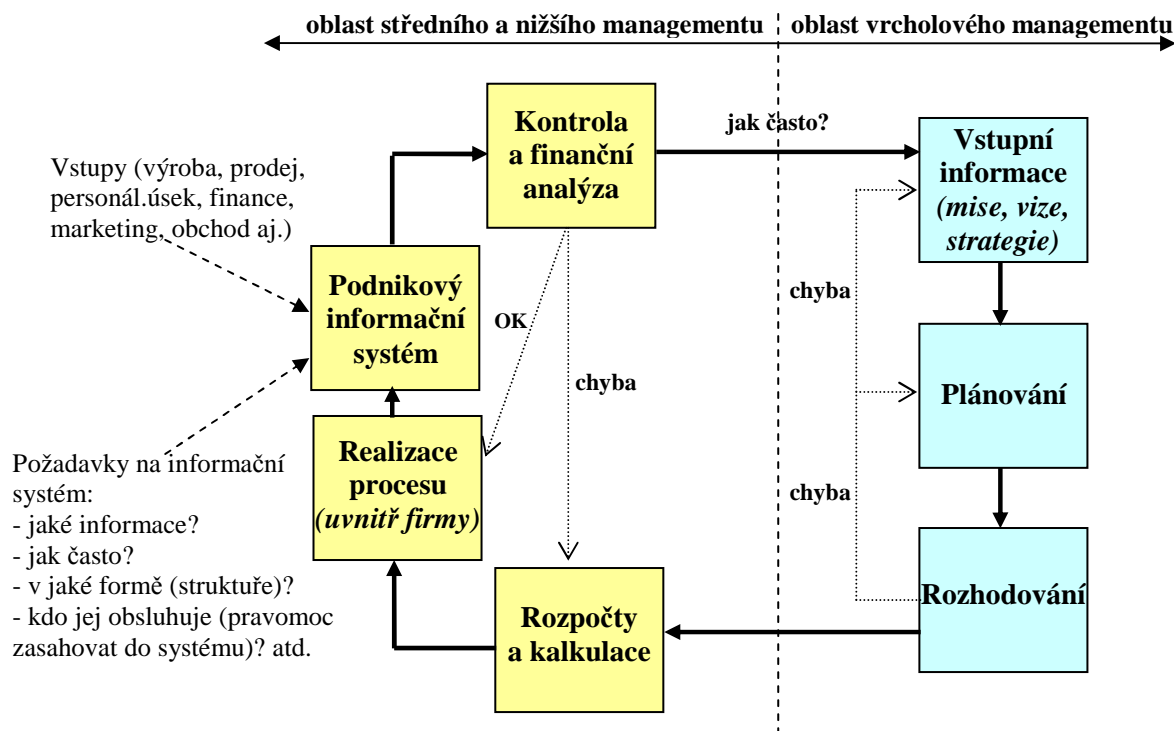 oblast středního a nižšího managementu
oblast vrcholového managementu
Kontrola
a finanční
analýza
jak často?
Vstupní
informace
(mise, vize,
strategie)
Vstupy (výroba, prodej,
personál.úsek, finance,
marketing, obchod aj.)
Podnikový
informační
systém
OK
chyba
chyba
Plánování
Realizace
procesu
(uvnitř firmy)
chyba
Požadavky na informační
systém:
- jaké informace?
- jak často?
- v jaké formě (struktuře)?
- kdo jej obsluhuje (pravomoc
zasahovat do systému)? atd.
Rozpočty
a kalkulace
Rozhodování